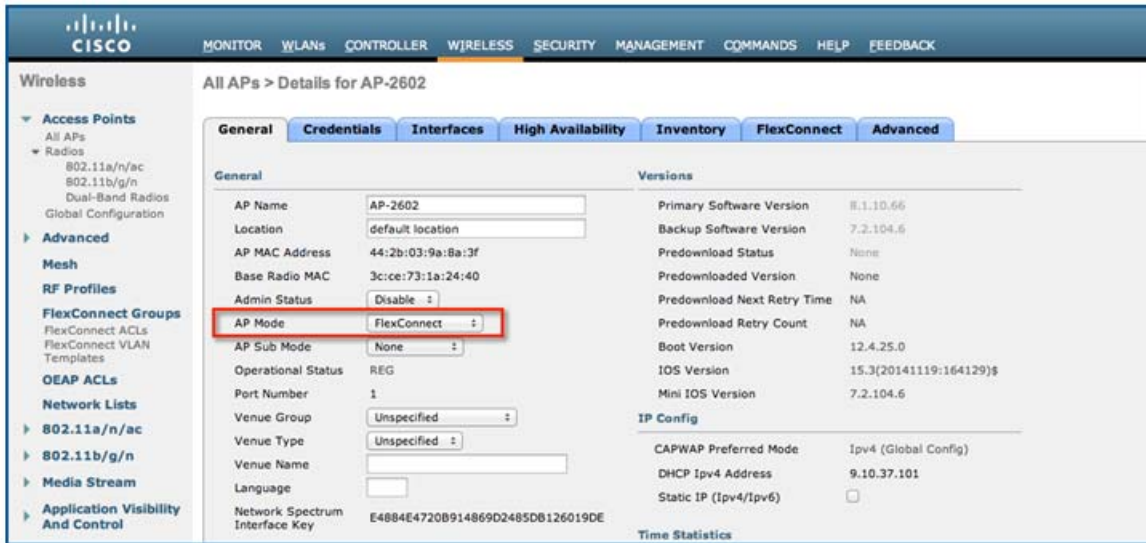 CISCO
MONITOR WLANs CONTROLLER WIRELESS SECURITY MANAGEMENT COMMANDS HELP FEEDBACK
Wireless
Access Points
All APs
Radios
802.11a/n/ac
802.11b/g/n
Dual-Band Radios
Global Configuration
Advanced
Mesh
RF Profiles
FlexConnect Groups
FlexConnect ACLs
FlexConnect VLAN
Templates
OEAP ACLs
Network Lists
802.11a/n/ac
802.11b/g/n
Media Stream
Application Visibility
And Control
All APs > Details for AP-2602
General Credentials Interfaces High Availability Inventory FlexConnect Advanced
General
AP Name AP-2602
Location default location
AP MAC Address 44:2b:03:9a:8a:3f
Base Radio MAC 3c:ce:73:1a:24:40
Admin Status Disable
AP Mode FlexConnect
AP Sub Mode None
Operational Status REG
Port Number 1
Venue Group Unspecified
Venue Type Unspecified
Venue Name
Language
Network Spectrum
Interface Key E4884E4720B914869D2485DB126019DE
Versions
Primary Software Version 8.1.10.66
Backup Software Version 7.2.104.6
Predownload Status None
Predownloaded Version None
Predownload Next Retry Time NA
Predownload Retry Count NA
Boot Version 12.4.25.0
IOS Version 15.3(20141119:164129)$
Mini IOS Version 7.2.104.6
IP Config
CAPWAP Preferred Mode Ipv4 (Global Config)
DHCP Ipv4 Address 9.10.37.101
Static IP (Ipv4/Ipv6)
Time Statistics